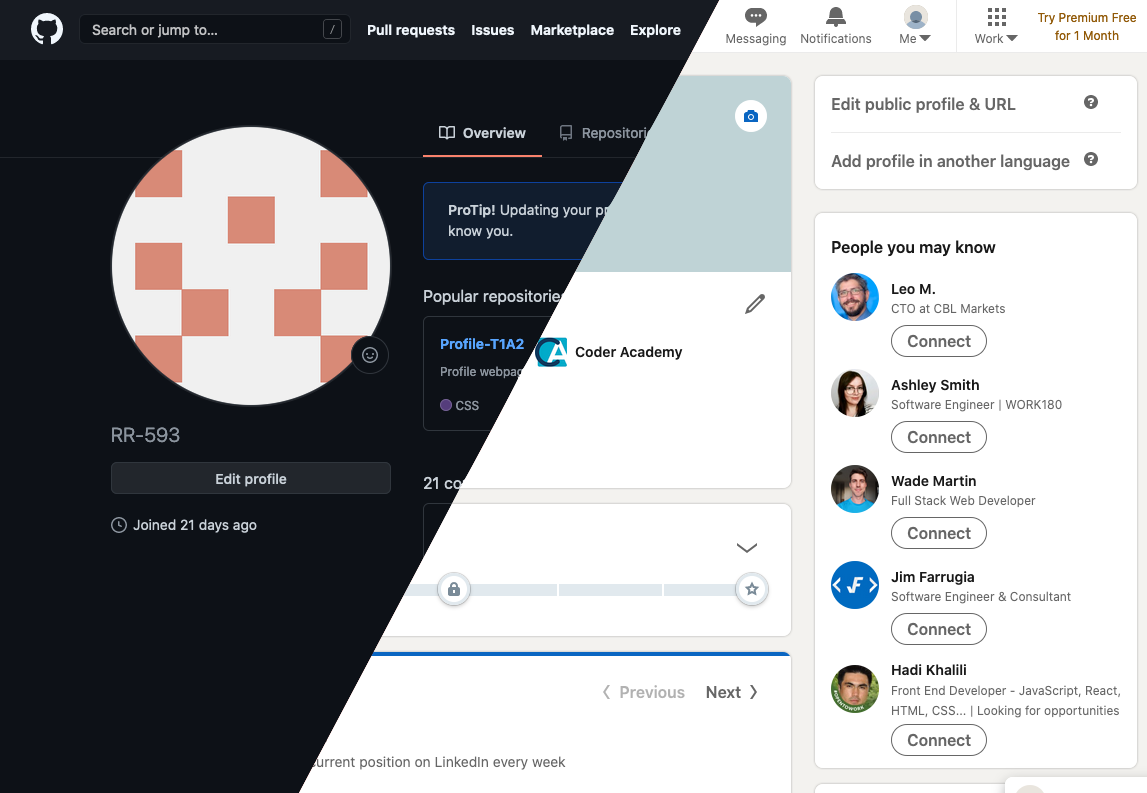 Search or jump to...
/
Pull requests
Issues
Marketplace
Explore
Overview
Repositori
ProTip! Updating your pr
know you.
Popular repositories
Profile-T1A2
Profile webpag
CSS
RR-593
Edit profile
Joined 21 days ago
21 co
Messaging
Notifications
Me
Work
Try Premium Free
for 1 Month
CA
Coder Academy
Previous
Next
current position on LinkedIn every week
Edit public profile & URL
?
Add profile in another language
?
People you may know
Leo M.
CTO at CBL Markets
Connect
Ashley Smith
Software Engineer | WORK180
Connect
Wade Martin
Full Stack Web Developer
Connect
Jim Farrugia
Software Engineer & Consultant
Connect
#OPENTOWORK
Hadi Khalili
Front End Developer - JavaScript, React,
HTML, CSS... | Looking for opportunities
Connect